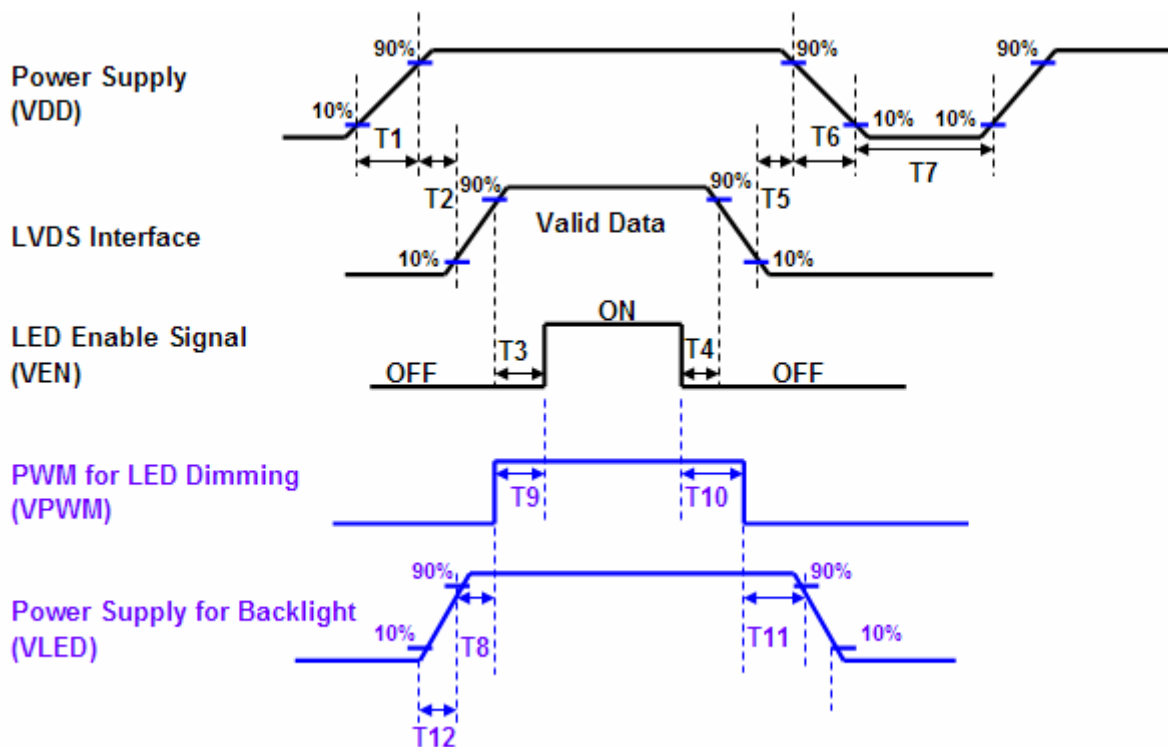 90% 90% 90%
Power Supply
(VDD)
10% T1 T6 10% 10%
T7
T2 90% 90% T5
LVDS Interface
Valid Data
10% 10%
ON
LED Enable Signal
(VEN)
T3 T4
OFF OFF
PWM for LED Dimming
(VPWM)
T9 T10
90% 90%
Power Supply for Backlight
(VLED)
10% T8 T11 10%
T12